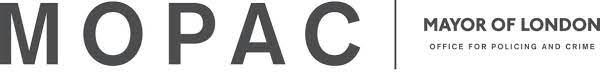 MOPAC
MAYOR OF LONDON
OFFICE FOR POLICING AND CRIME